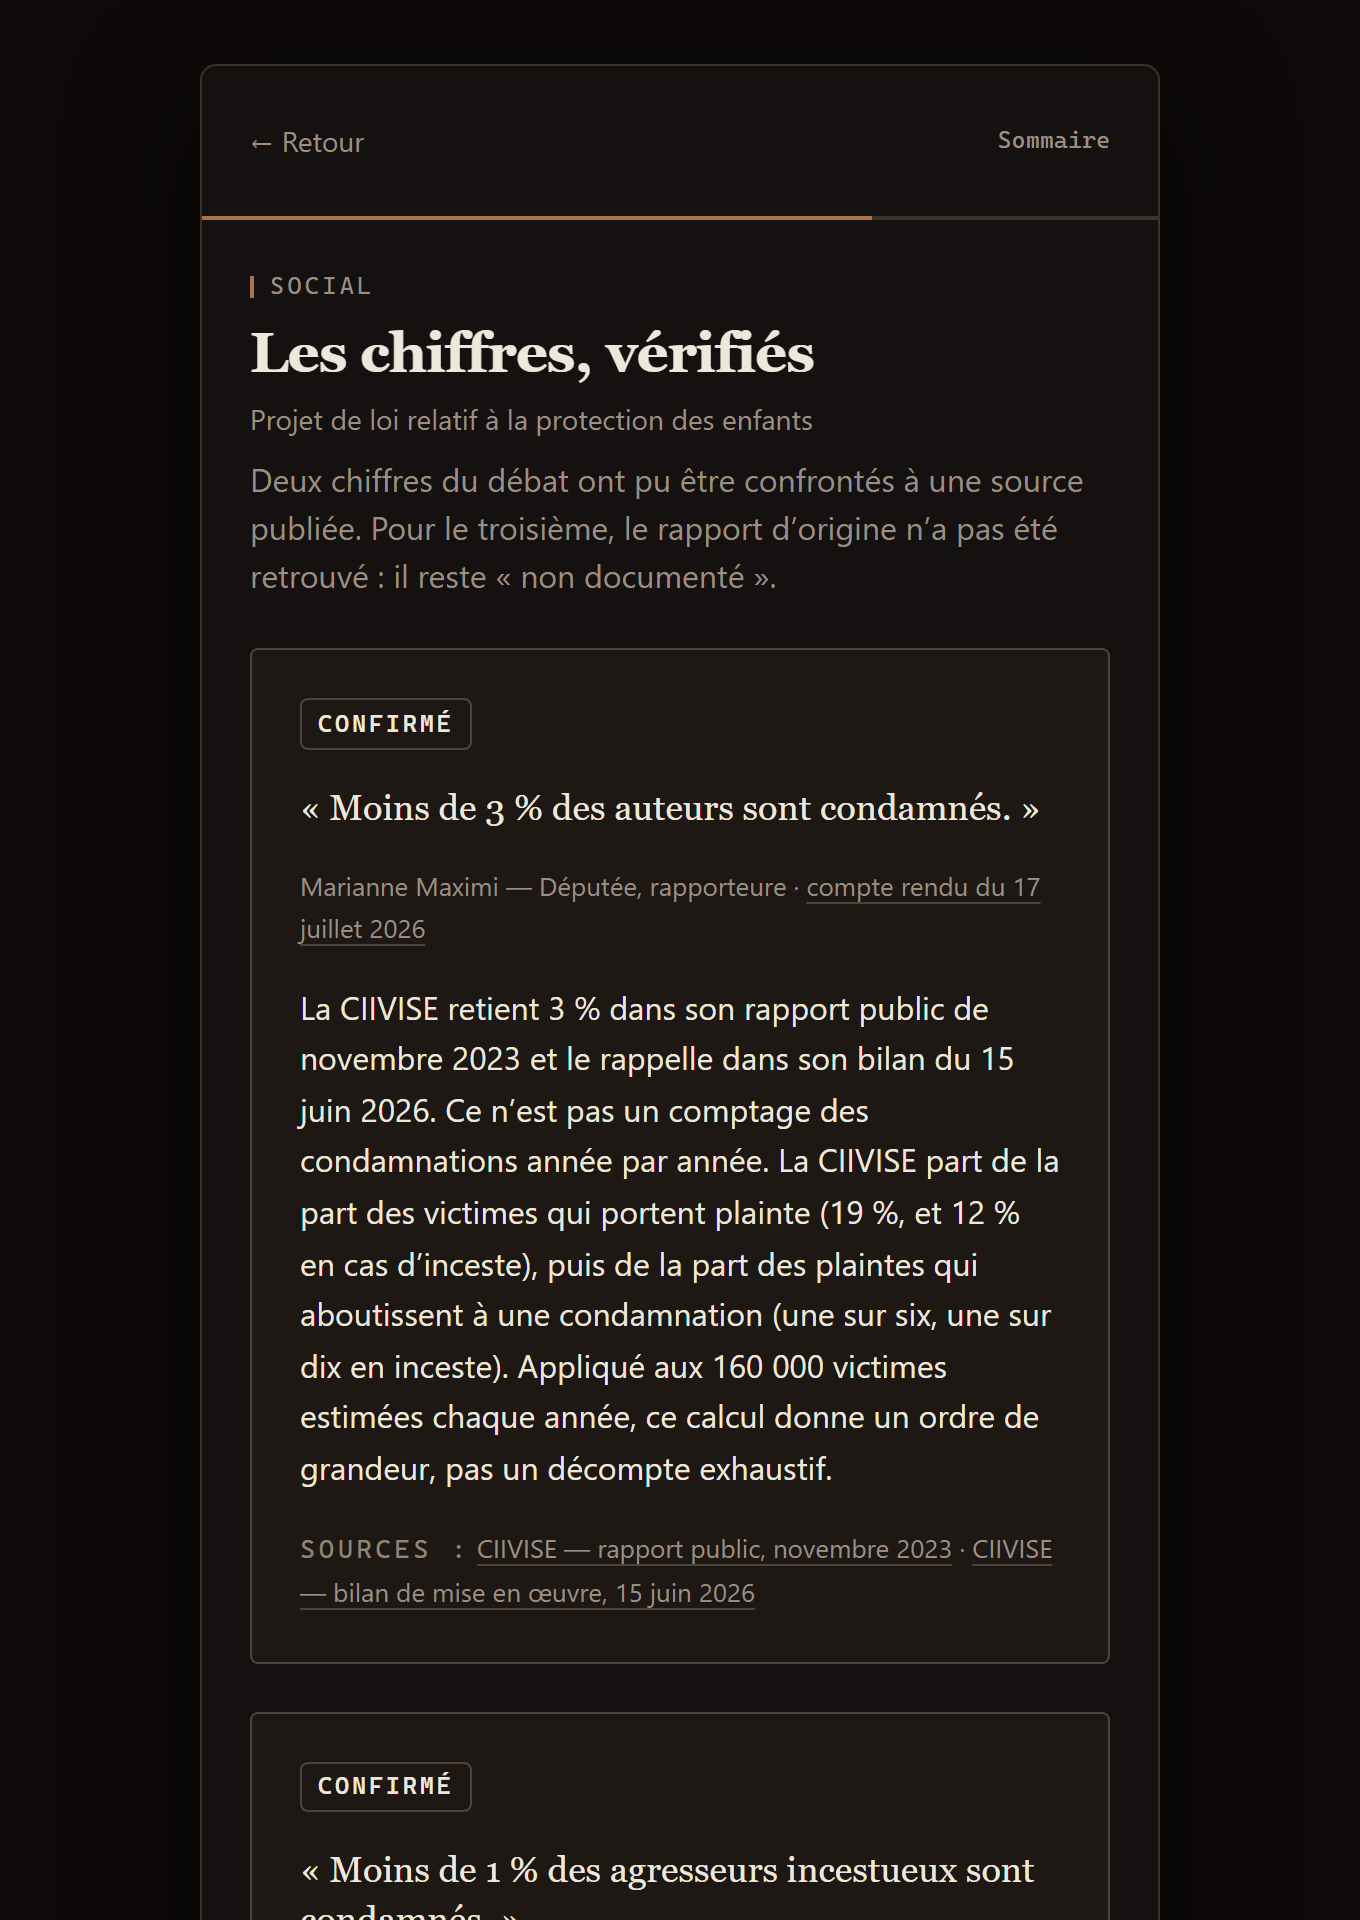 ← Retour
Sommaire
SOCIAL
Les chiffres, vérifiés
Projet de loi relatif à la protection des enfants
Deux chiffres du débat ont pu être confrontés à une source
publiée. Pour le troisième, le rapport d’origine n’a pas été
retrouvé : il reste « non documenté ».
CONFIRMÉ
« Moins de 3 % des auteurs sont condamnés. »
Marianne Maximi — Députée, rapporteure · compte rendu du 17
juillet 2026
La CIIVISE retient 3 % dans son rapport public de
novembre 2023 et le rappelle dans son bilan du 15
juin 2026. Ce n’est pas un comptage des
condamnations année par année. La CIIVISE part de la
part des victimes qui portent plainte (19 %, et 12 %
en cas d’inceste), puis de la part des plaintes qui
aboutissent à une condamnation (une sur six, une sur
dix en inceste). Appliqué aux 160 000 victimes
estimées chaque année, ce calcul donne un ordre de
grandeur, pas un décompte exhaustif.
SOURCES : CIIVISE — rapport public, novembre 2023 · CIIVISE
— bilan de mise en œuvre, 15 juin 2026
CONFIRMÉ
« Moins de 1 % des agresseurs incestueux sont
condamnés. »